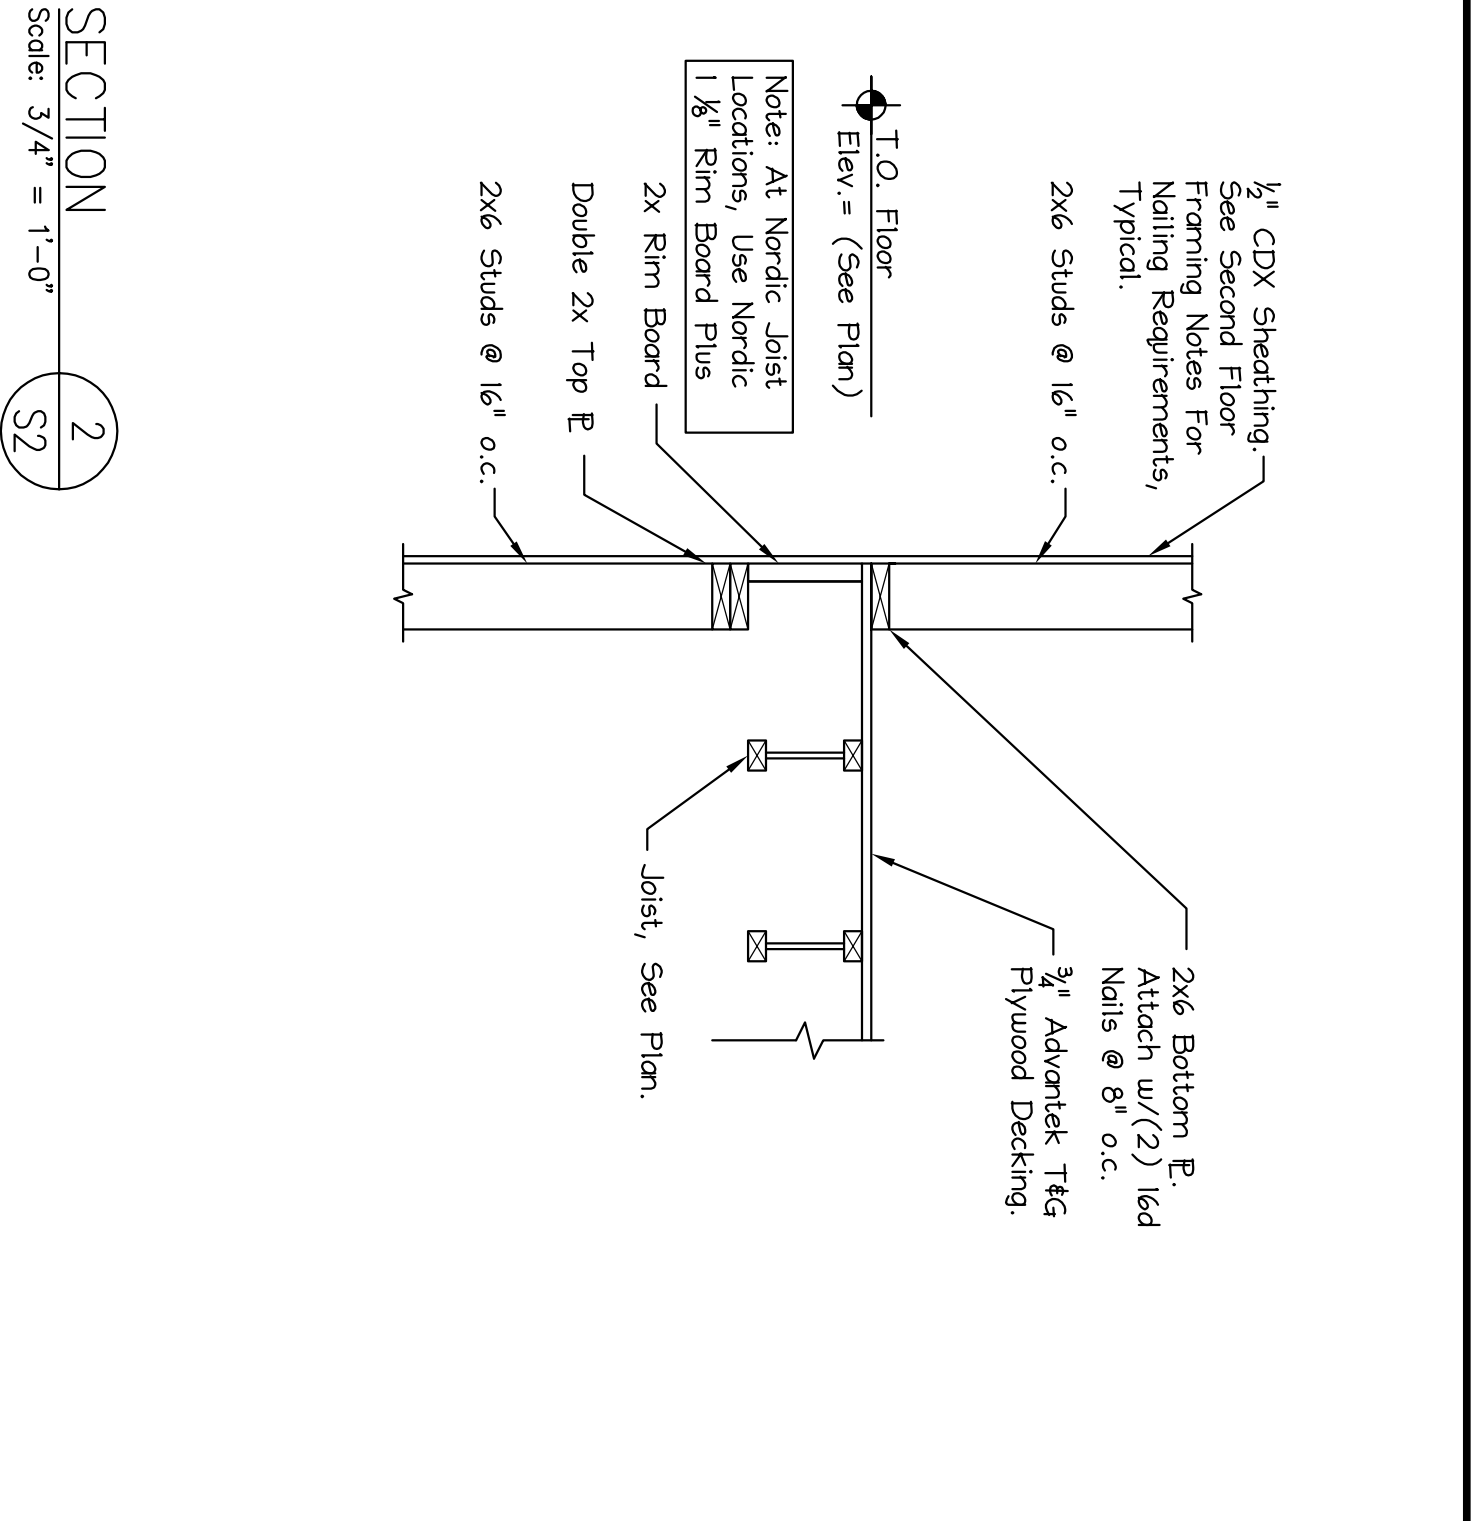 ½" CDX Sheathing.
See Second Floor
Framing Notes For
Nailing Requirements,
Typical.
2x6 Studs @ 16" o.c.
T.O. Floor
Elev.= (See Plan)
Note: At Nordic Joist
Locations, Use Nordic
1 ⅛" Rim Board Plus
2x Rim Board
Double 2x Top PL
2x6 Studs @ 16" o.c.
2x6 Bottom PL.
Attach w/(2) 16d
Nails @ 8" o.c.
¾" Advantek T&G
Plywood Decking.
Joist, See Plan.
SECTION
Scale: 3/4" = 1'-0"
2
S2